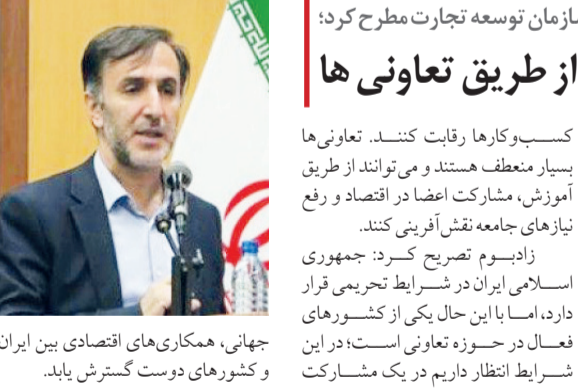 سازمان توسعه تجارت مطرح کرد؛
از طریق تعاونی ها
کسب‌وکارها رقابت کنند. تعاونی‌ها
بسیار منعطف هستند و می‌توانند از طریق
آموزش، مشارکت اعضا در اقتصاد و رفع
نیازهای جامعه نقش‌آفرینی کنند.
زادبوم تصریح کرد: جمهوری
اسلامی ایران در شرایط تحریمی قرار
دارد، اما با این حال یکی از کشورهای
فعال در حوزه تعاونی است؛ در این
شرایط انتظار داریم در یک مشارکت
جهانی، همکاری‌های اقتصادی بین ایران
و کشورهای دوست گسترش یابد.